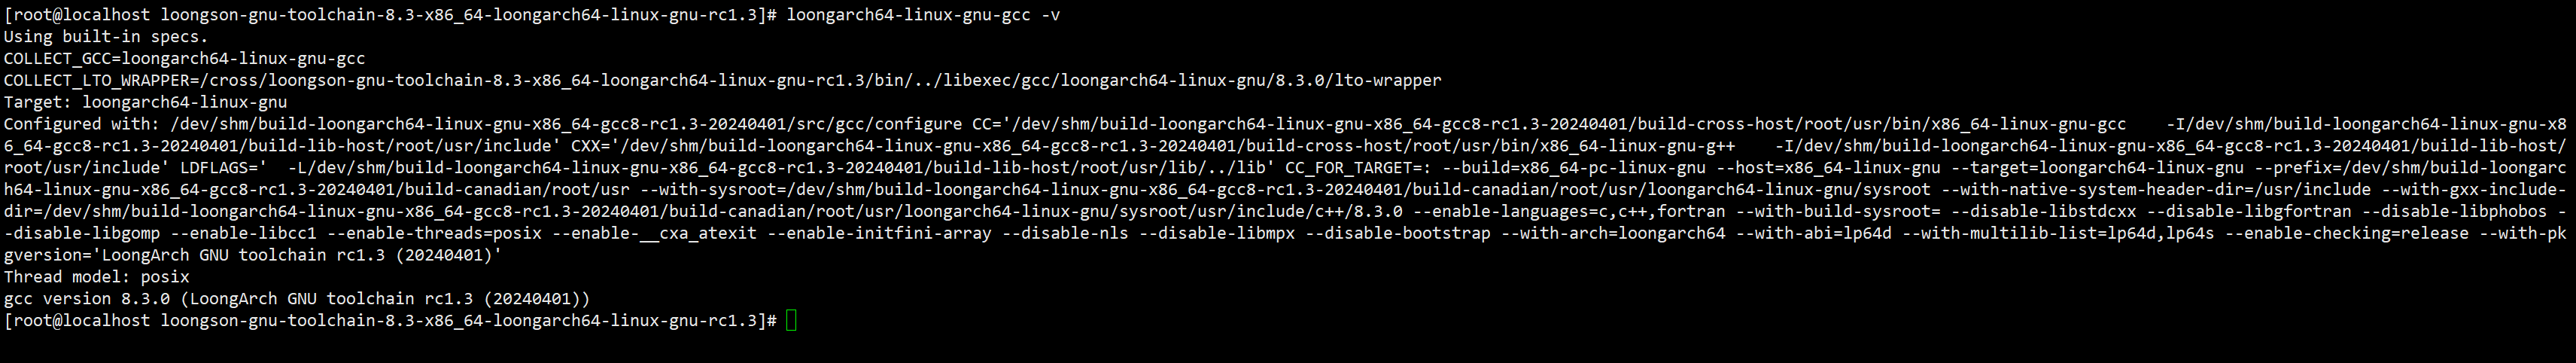 [root@localhost loongson-gnu-toolchain-8.3-x86_64-loongarch64-linux-gnu-rc1.3]# loongarch64-linux-gnu-gcc -v
Using built-in specs.
COLLECT_GCC=loongarch64-linux-gnu-gcc
COLLECT_LTO_WRAPPER=/cross/loongson-gnu-toolchain-8.3-x86_64-loongarch64-linux-gnu-rc1.3/bin/../libexec/gcc/loongarch64-linux-gnu/8.3.0/lto-wrapper
Target: loongarch64-linux-gnu
Configured with: /dev/shm/build-loongarch64-linux-gnu-x86_64-gcc8-rc1.3-20240401/src/gcc/configure CC='/dev/shm/build-loongarch64-linux-gnu-x86_64-gcc8-rc1.3-20240401/build-cross-host/root/usr/bin/x86_64-linux-gnu-gcc    -I/dev/shm/build-loongarch64-linux-gnu-x8
6_64-gcc8-rc1.3-20240401/build-lib-host/root/usr/include' CXX='/dev/shm/build-loongarch64-linux-gnu-x86_64-gcc8-rc1.3-20240401/build-cross-host/root/usr/bin/x86_64-linux-gnu-g++    -I/dev/shm/build-loongarch64-linux-gnu-x86_64-gcc8-rc1.3-20240401/build-lib-host/
root/usr/include' LDFLAGS='  -L/dev/shm/build-loongarch64-linux-gnu-x86_64-gcc8-rc1.3-20240401/build-lib-host/root/usr/lib/../lib' CC_FOR_TARGET=: --build=x86_64-pc-linux-gnu --host=x86_64-linux-gnu --target=loongarch64-linux-gnu --prefix=/dev/shm/build-loongarc
h64-linux-gnu-x86_64-gcc8-rc1.3-20240401/build-canadian/root/usr --with-sysroot=/dev/shm/build-loongarch64-linux-gnu-x86_64-gcc8-rc1.3-20240401/build-canadian/root/usr/loongarch64-linux-gnu/sysroot --with-native-system-header-dir=/usr/include --with-gxx-include-
dir=/dev/shm/build-loongarch64-linux-gnu-x86_64-gcc8-rc1.3-20240401/build-canadian/root/usr/loongarch64-linux-gnu/sysroot/usr/include/c++/8.3.0 --enable-languages=c,c++,fortran --with-build-sysroot= --disable-libstdcxx --disable-libgfortran --disable-libphobos -
-disable-libgomp --enable-libcc1 --enable-threads=posix --enable-__cxa_atexit --enable-initfini-array --disable-nls --disable-libmpx --disable-bootstrap --with-arch=loongarch64 --with-abi=lp64d --with-multilib-list=lp64d,lp64s --enable-checking=release --with-pk
gversion='LoongArch GNU toolchain rc1.3 (20240401)'
Thread model: posix
gcc version 8.3.0 (LoongArch GNU toolchain rc1.3 (20240401))
[root@localhost loongson-gnu-toolchain-8.3-x86_64-loongarch64-linux-gnu-rc1.3]#